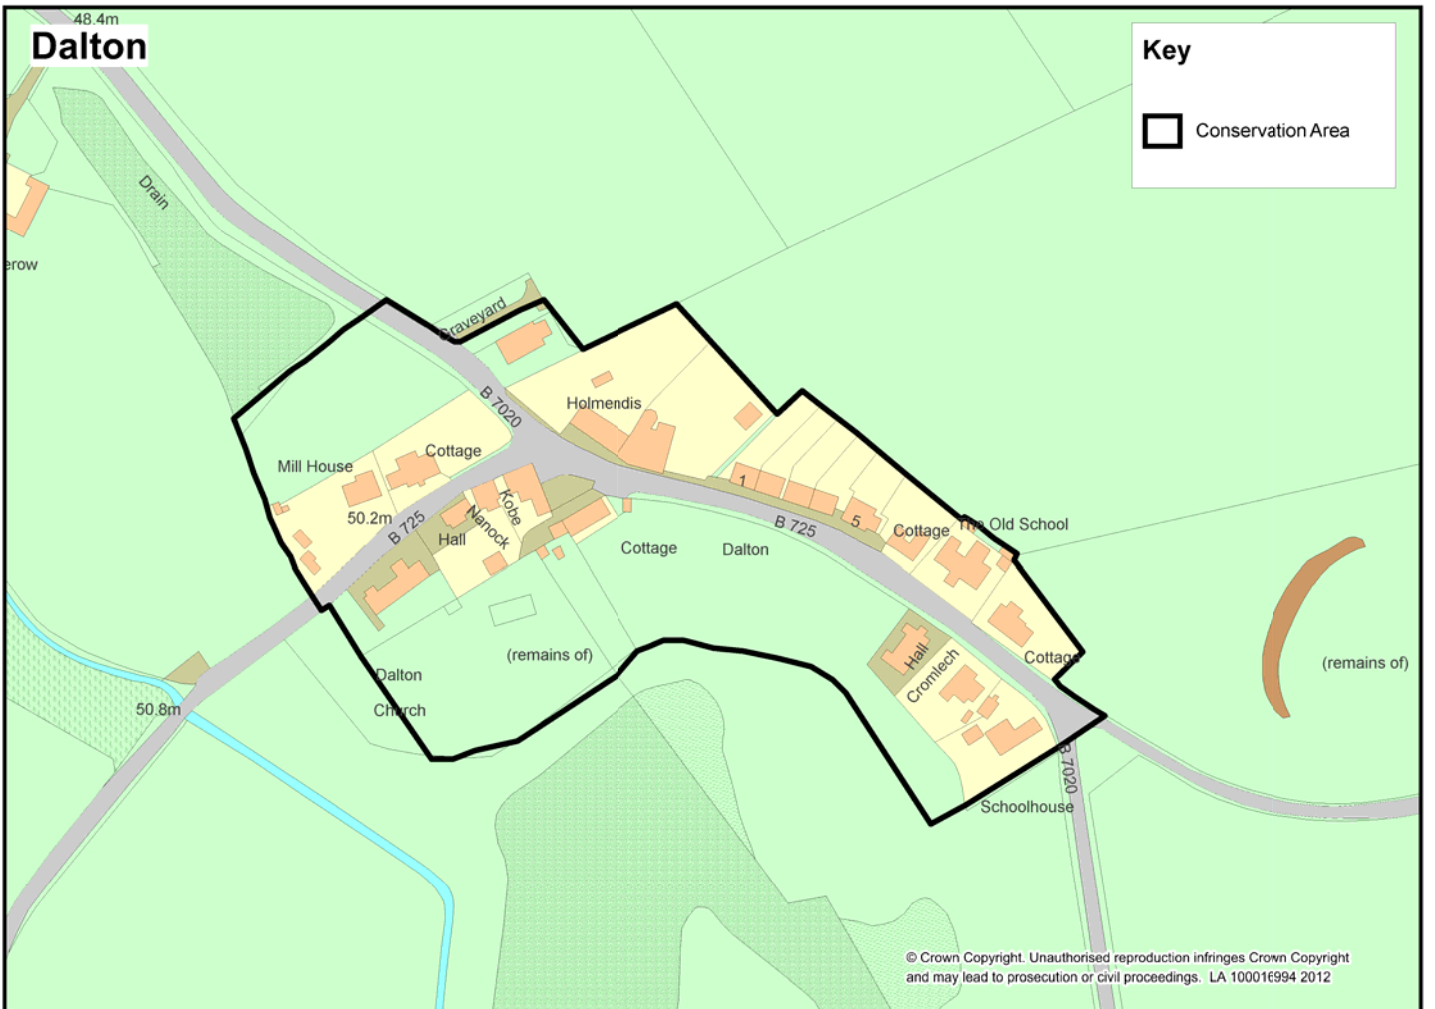 48.4m
Dalton
Key
Conservation Area
Drain
erow
Graveyard
B 7020
Holmendis
Cottage
Mill House
1
50.2m
B 725
Kobe
Nanock
Hall
5
B 725
Cottage
The Old School
Cottage
Dalton
(remains of)
Hall
Cromlech
Cottage
(remains of)
Dalton
Church
50.8m
B 7020
Schoolhouse
© Crown Copyright. Unauthorised reproduction infringes Crown Copyright
and may lead to prosecution or civil proceedings. LA 100016994 2012